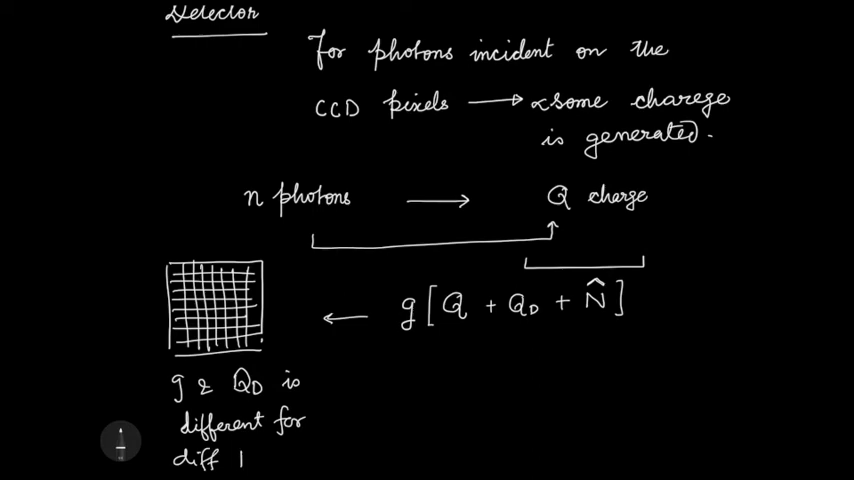 Detector
For photons incident on the
CCD pixels → some charege
is generated.
n photons → Q charge
← g [ Q + Q_D + N̂ ]
g & Q_D is
different for
diff